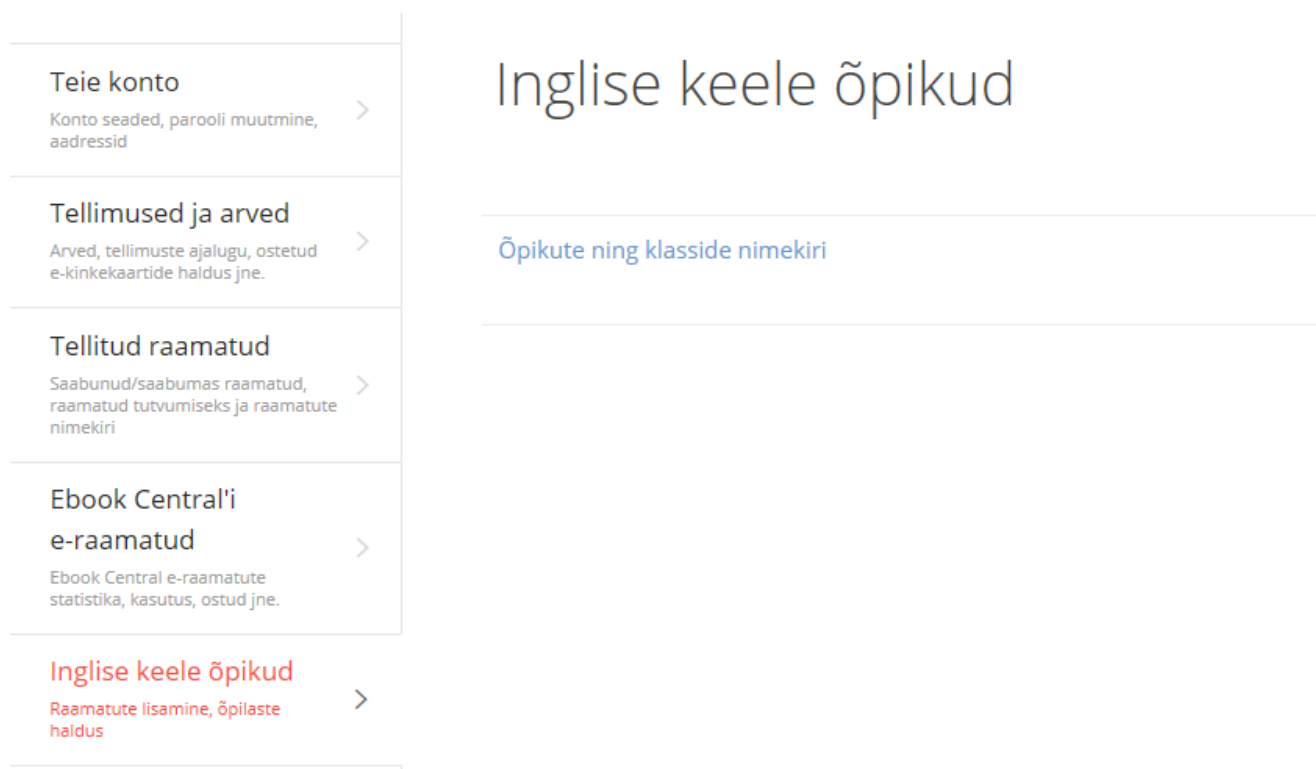 Teie konto
Konto seaded, parooli muutmine,
aadressid
Tellimused ja arved
Arved, tellimuste ajalugu, ostetud
e-kinkekaartide haldus jne.
Tellitud raamatud
Saabunud/saabumas raamatud,
raamatud tutvumiseks ja raamatute
nimekiri
Ebook Central'i
e-raamatud
Ebook Central e-raamatute
statistika, kasutus, ostud jne.
Inglise keele õpikud
Raamatute lisamine, õpilaste
haldus
Inglise keele õpikud
Õpikute ning klasside nimekiri